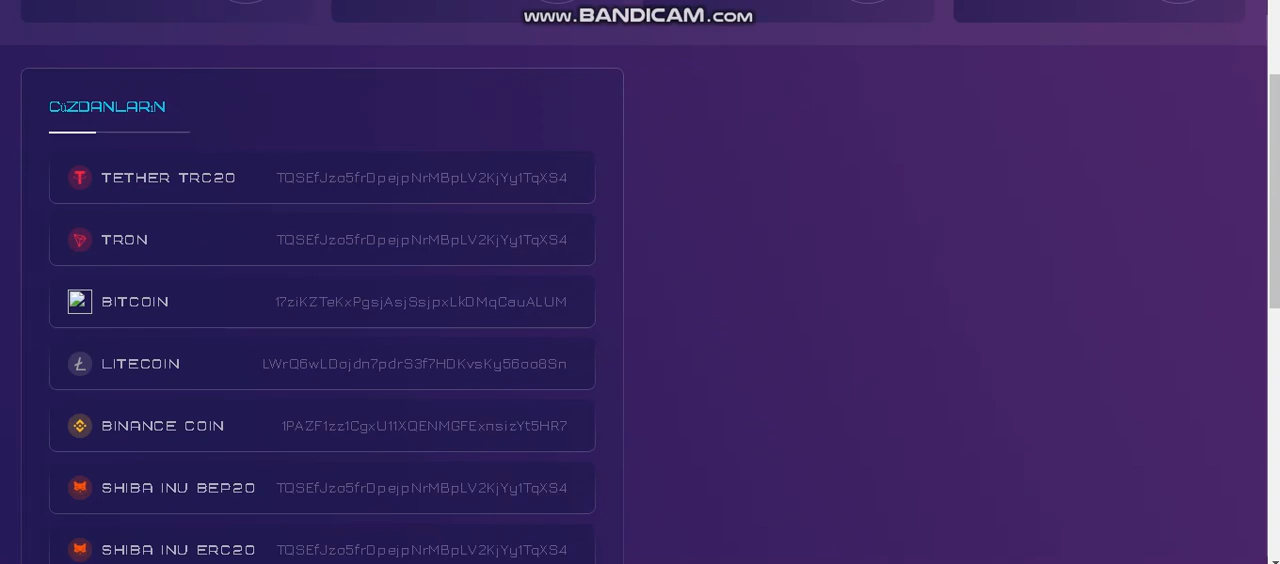 www.BANDICAM.com
CüZDANLARıN
TETHER TRC20 TQSEfJzo5frDpejpNrMBpLV2KjYy1TqXS4
TRON TQSEfJzo5frDpejpNrMBpLV2KjYy1TqXS4
BITCOIN 17ziKZTeKxPgsjAsjSsjpxLkDMqCauALUM
LITECOIN LWrQ6wLDojdn7pdrS3f7HDKvsKy56oo8Sn
BINANCE COIN 1PAZF1zz1CgxU11XQENMGFExnsizYt5HR7
SHIBA INU BEP20 TQSEfJzo5frDpejpNrMBpLV2KjYy1TqXS4
SHIBA INU ERC20 TQSEfJzo5frDpejpNrMBpLV2KjYy1TqXS4